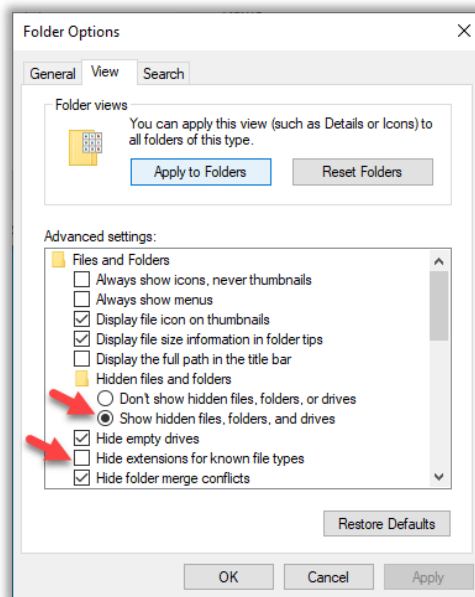 Folder Options
General View Search
Folder views
You can apply this view (such as Details or Icons) to
all folders of this type.
Apply to Folders Reset Folders
Advanced settings:
Files and Folders
Always show icons, never thumbnails
Always show menus
Display file icon on thumbnails
Display file size information in folder tips
Display the full path in the title bar
Hidden files and folders
Don't show hidden files, folders, or drives
Show hidden files, folders, and drives
Hide empty drives
Hide extensions for known file types
Hide folder merge conflicts
Restore Defaults
OK Cancel Apply